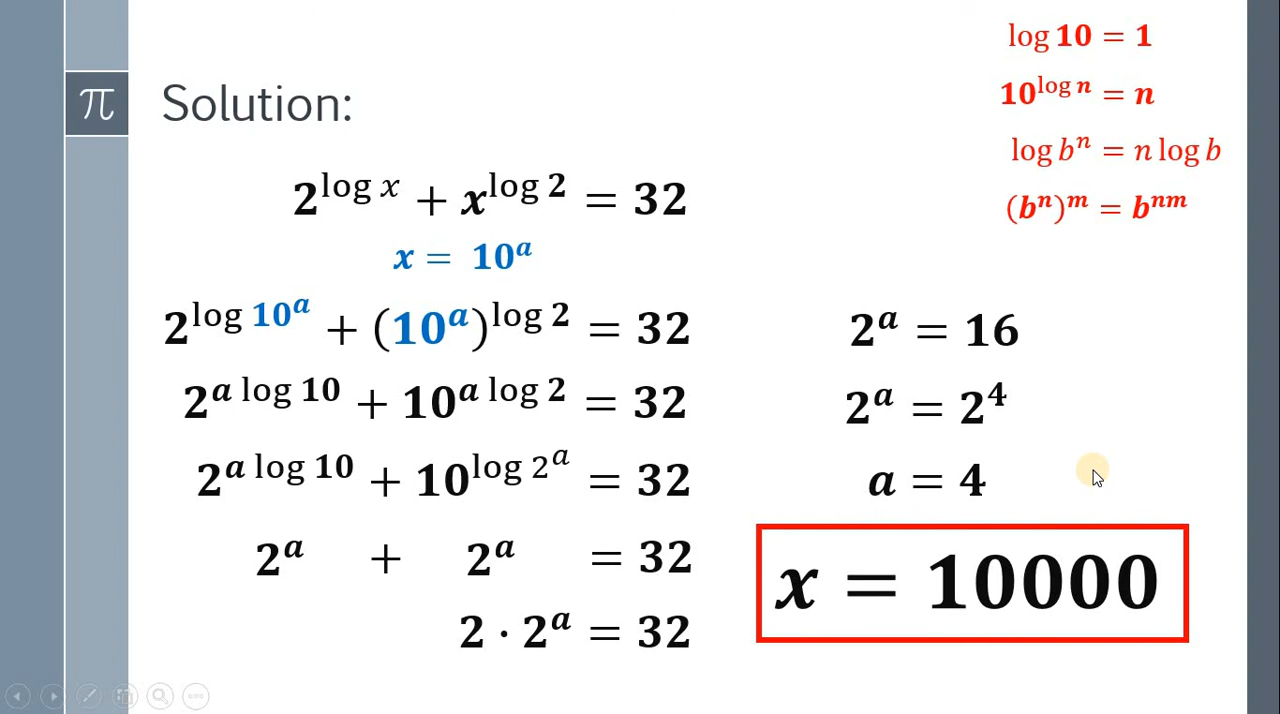 π
Solution:
2^{log x} + x^{log 2} = 32
x = 10^a
2^{log 10^a} + (10^a)^{log 2} = 32
2^{a log 10} + 10^{a log 2} = 32
2^{a log 10} + 10^{log 2^a} = 32
2^a + 2^a = 32
2 · 2^a = 32
log 10 = 1
10^{log n} = n
log b^n = n log b
(b^n)^m = b^{nm}
2^a = 16
2^a = 2^4
a = 4
x = 10000